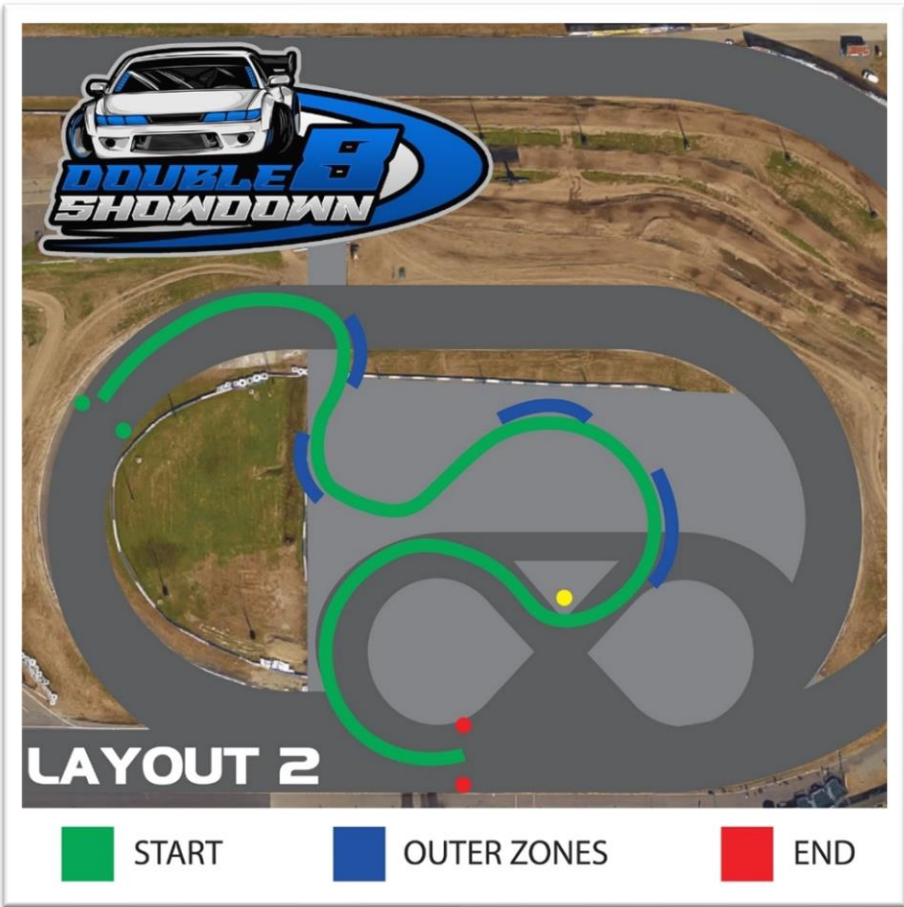 DOUBLE 8
SHOWDOWN
LAYOUT 2
START
OUTER ZONES
END